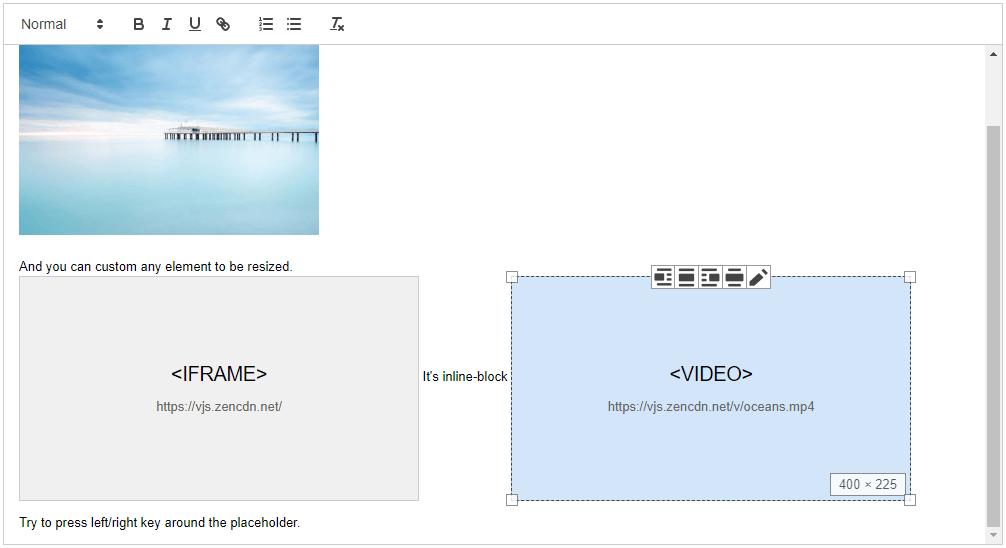 Normal
B I U
And you can custom any element to be resized.
<IFRAME>
https://vjs.zencdn.net/
It's inline-block
<VIDEO>
https://vjs.zencdn.net/v/oceans.mp4
400 × 225
Try to press left/right key around the placeholder.